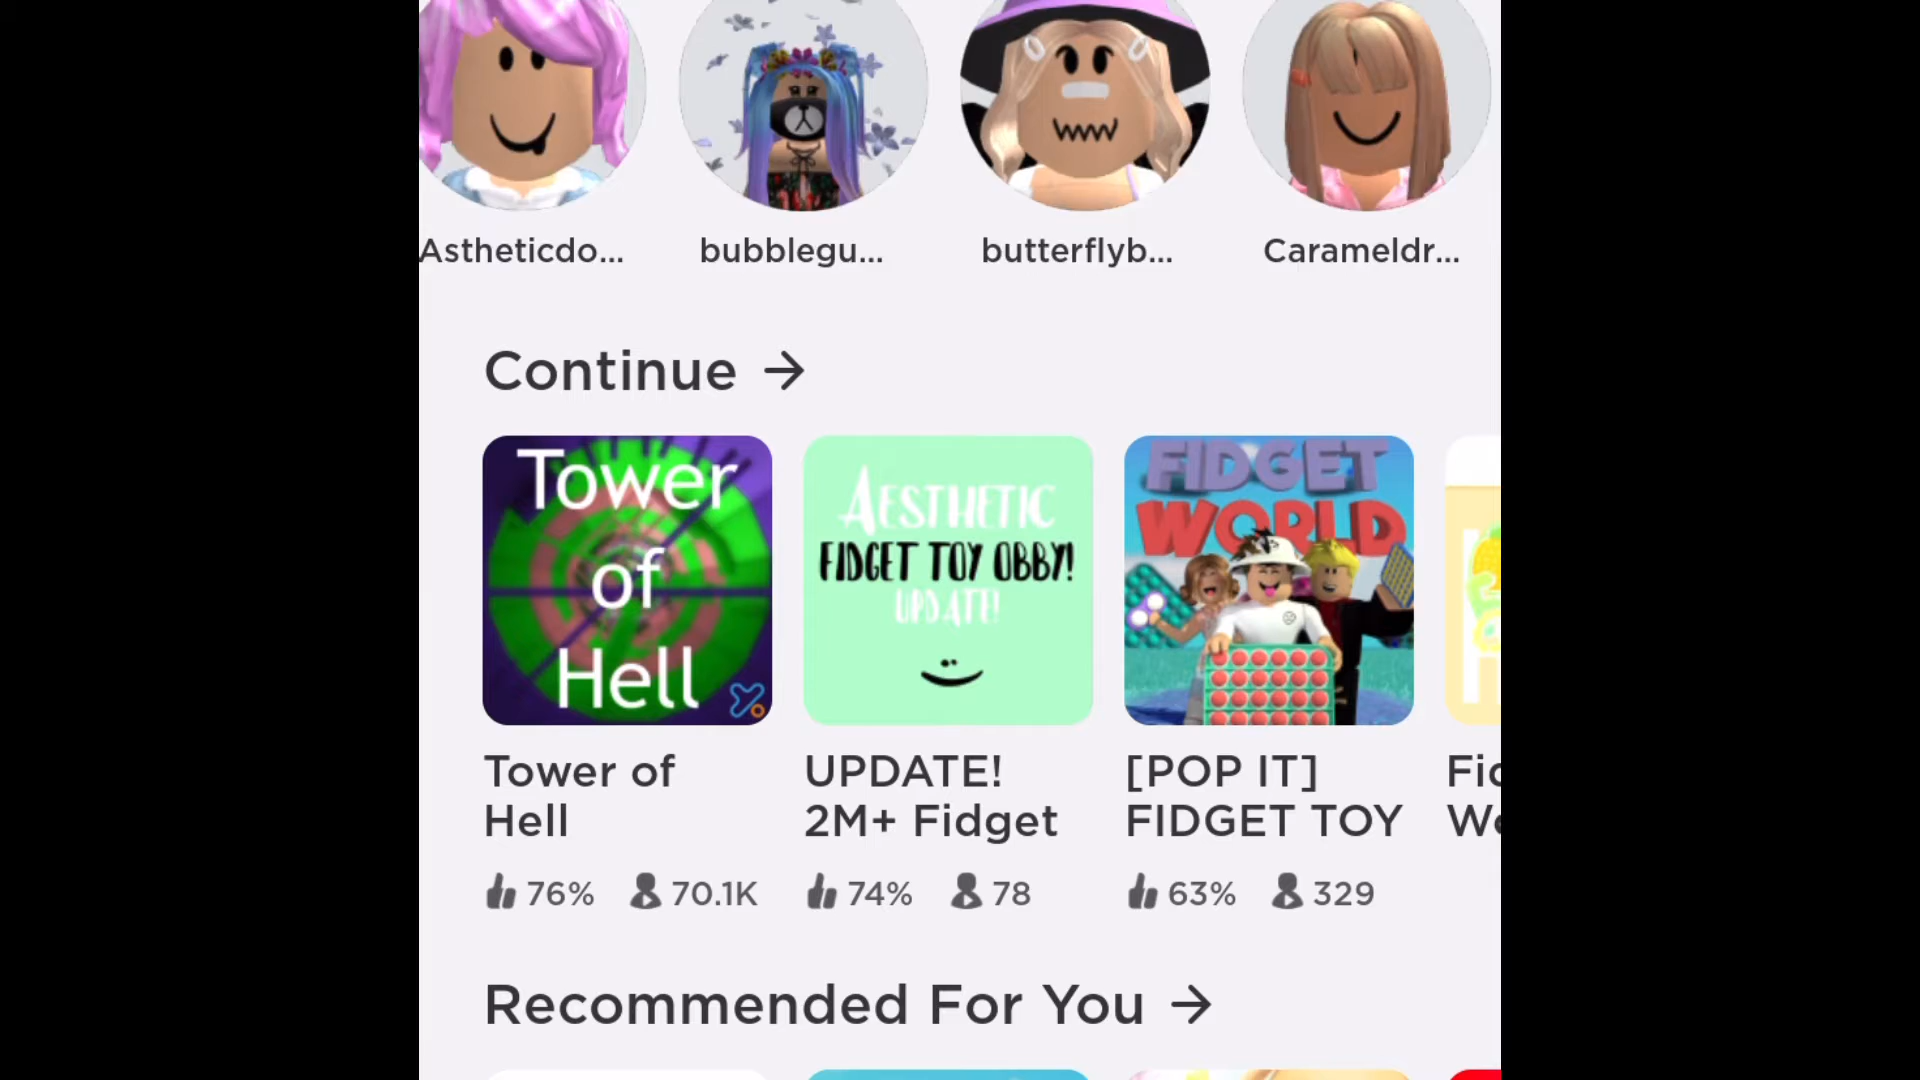 Astheticdo... bubblegu... butterflyb... Carameldr...
Continue →
Tower
of
Hell
AESTHETIC
FIDGET TOY OBBY!
UPDATE!
FIDGET
WORLD
Tower of
Hell
UPDATE!
2M+ Fidget
[POP IT]
FIDGET TOY
76% 70.1K
74% 78
63% 329
Recommended For You →